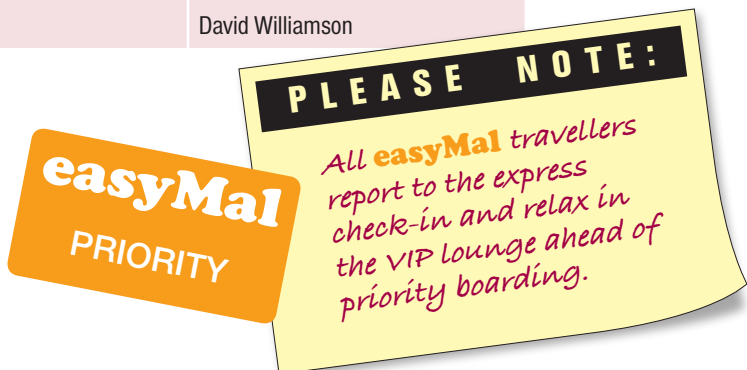 David Williamson
PLEASE NOTE:
All easyMal travellers
report to the express
check-in and relax in
the VIP lounge ahead of
priority boarding.
easyMal
PRIORITY